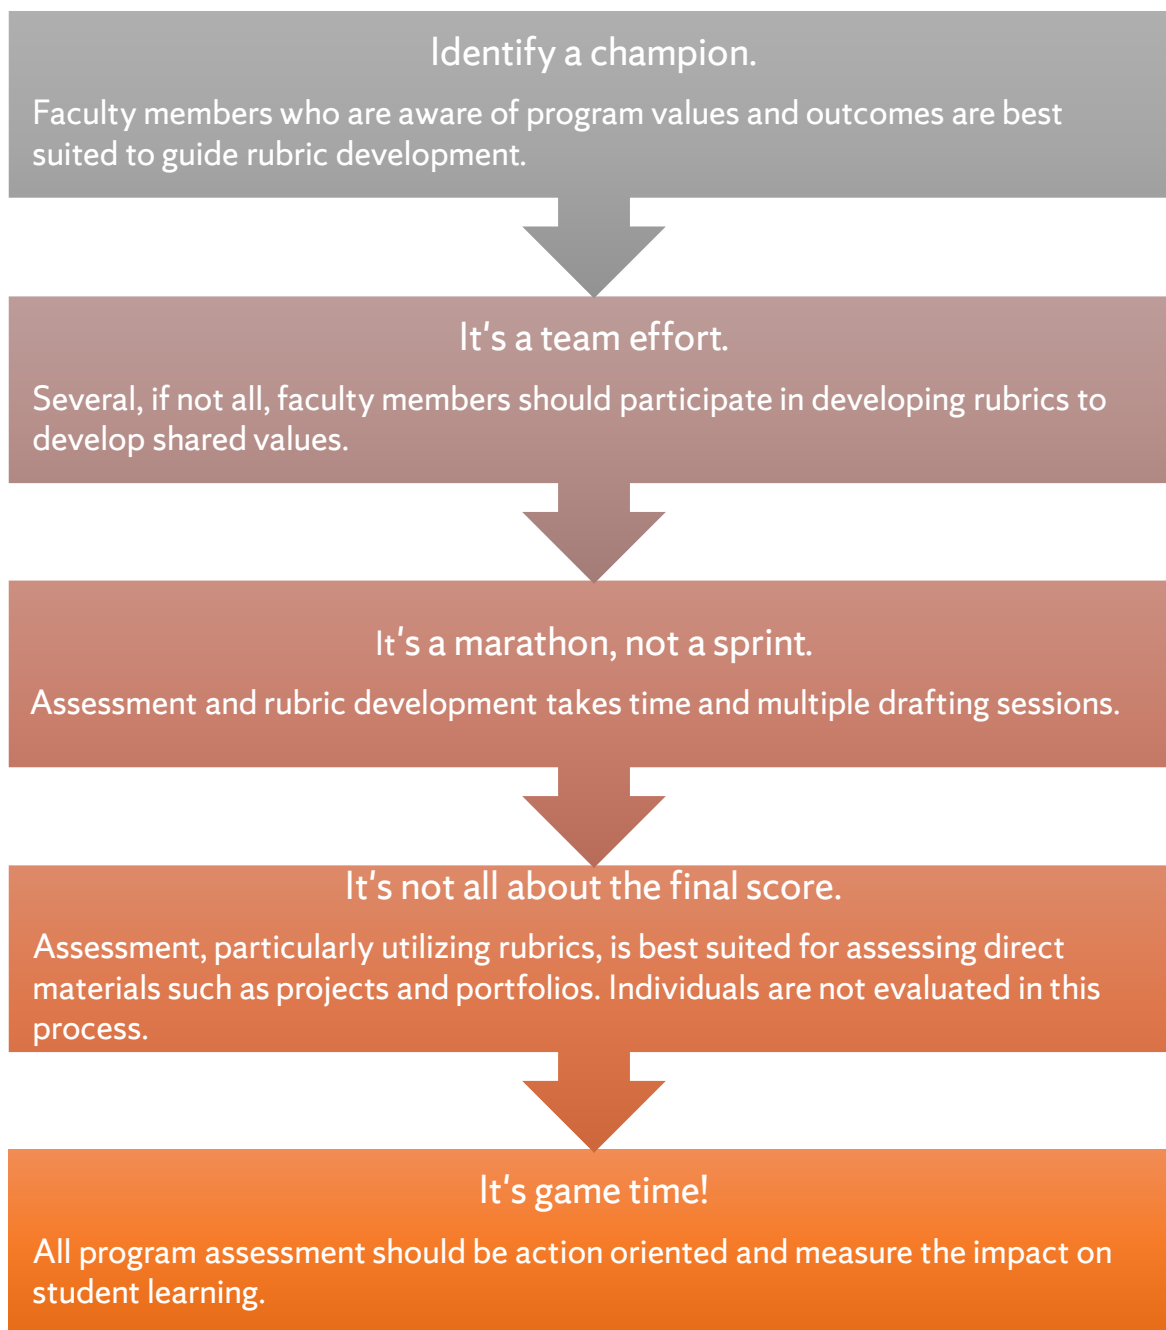 Identify a champion.
Faculty members who are aware of program values and outcomes are best
suited to guide rubric development.
It's a team effort.
Several, if not all, faculty members should participate in developing rubrics to
develop shared values.
It's a marathon, not a sprint.
Assessment and rubric development takes time and multiple drafting sessions.
It's not all about the final score.
Assessment, particularly utilizing rubrics, is best suited for assessing direct
materials such as projects and portfolios. Individuals are not evaluated in this
process.
It's game time!
All program assessment should be action oriented and measure the impact on
student learning.